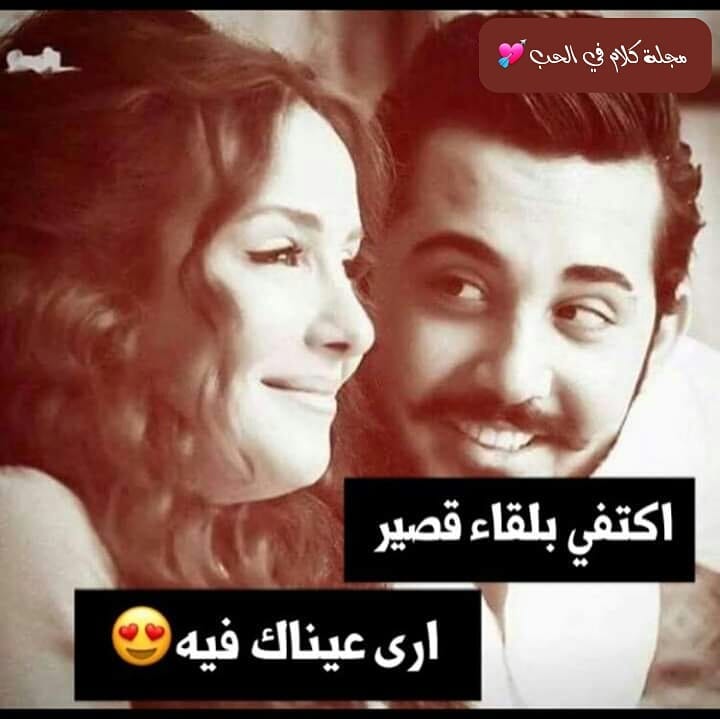 مجلة كلام في الحب 💘
اكتفي بلقاء قصير
ارى عيناك فيه😍